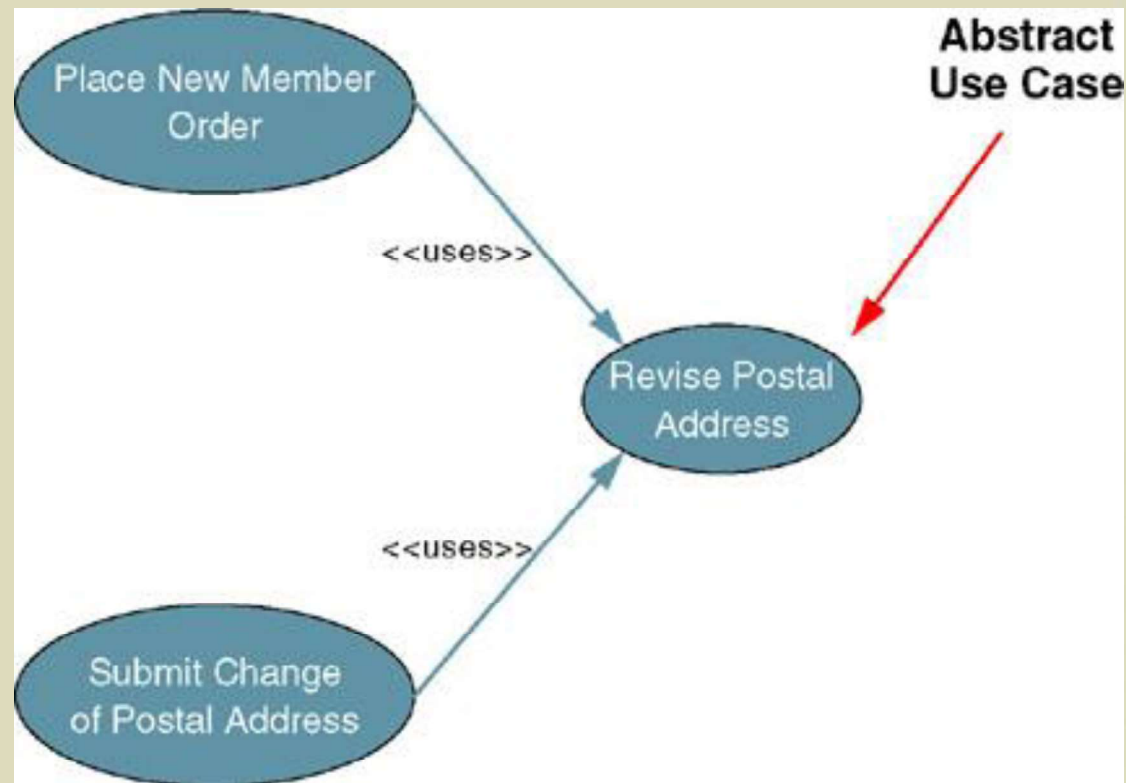 Place New Member
Order
Abstract
Use Case
<<uses>>
Revise Postal
Address
<<uses>>
Submit Change
of Postal Address